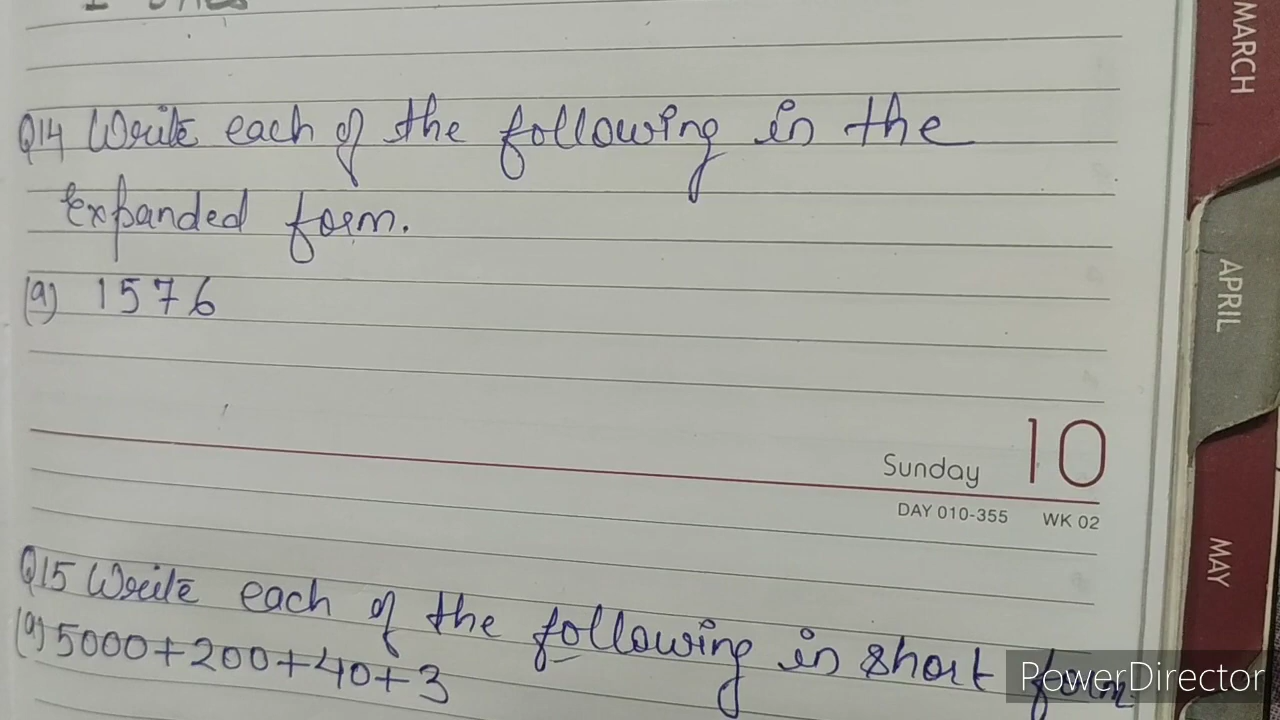 Q14 Write each of the following in the
expanded form.
(a) 1576
Sunday 10
DAY 010-355 WK 02
Q15 Write each of the following in short form
(a) 5000+200+40+3
MARCH
APRIL
MAY
PowerDirector